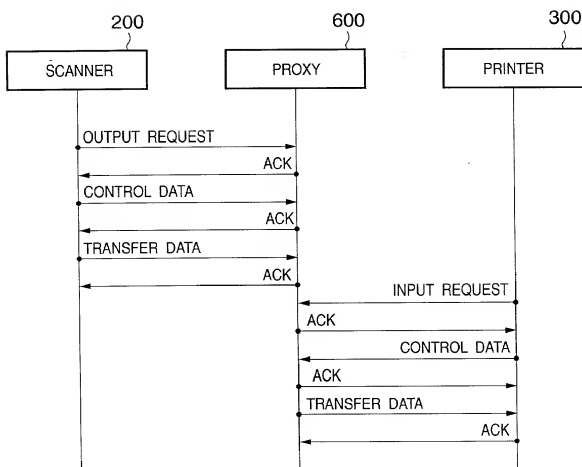 200
600
300
SCANNER
PROXY
PRINTER
OUTPUT REQUEST
ACK
CONTROL DATA
ACK
TRANSFER DATA
ACK
INPUT REQUEST
ACK
CONTROL DATA
ACK
TRANSFER DATA
ACK